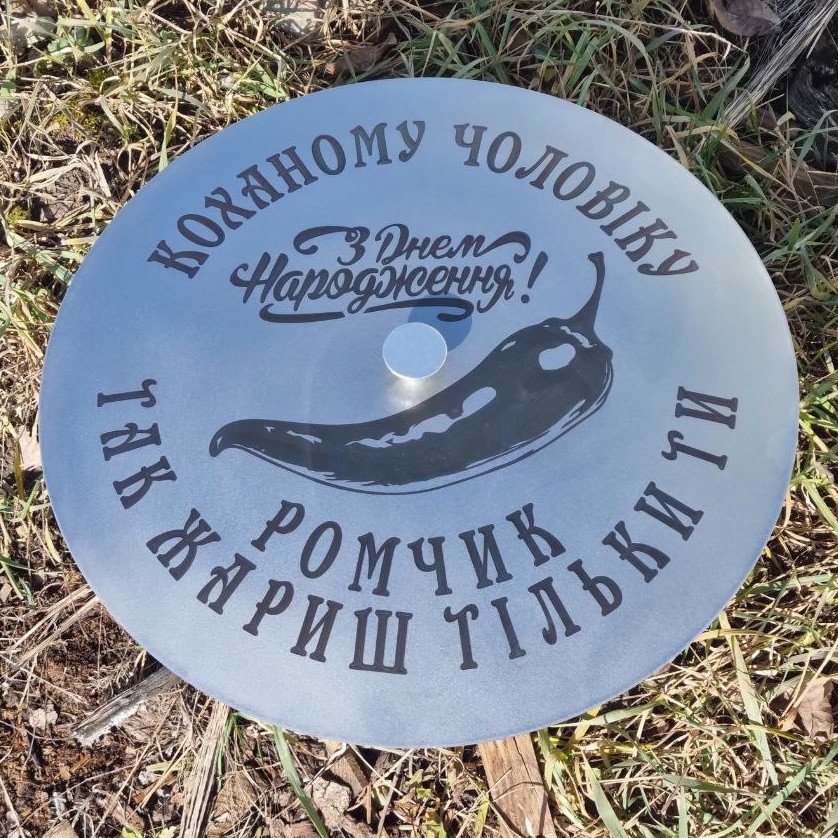 КОХАНОМУ ЧОЛОВІКУ
З Днем
Народження!
РОМЧИК
ТАК ЖАРИШ ТІЛЬКИ ТИ